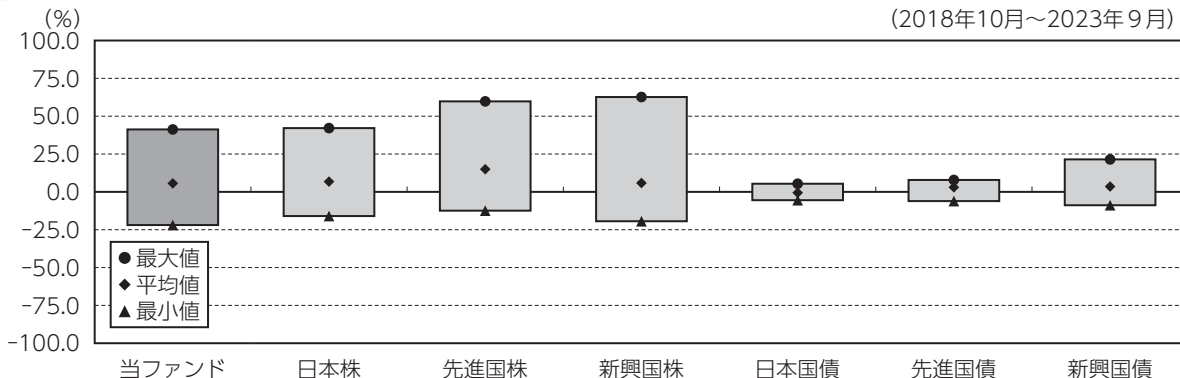 (%)
(2018年10月～2023年９月)
100.0
75.0
50.0
25.0
0.0
-25.0
-50.0
-75.0
-100.0
●最大値
◆平均値
▲最小値
当ファンド 日本株 先進国株 新興国株 日本国債 先進国債 新興国債